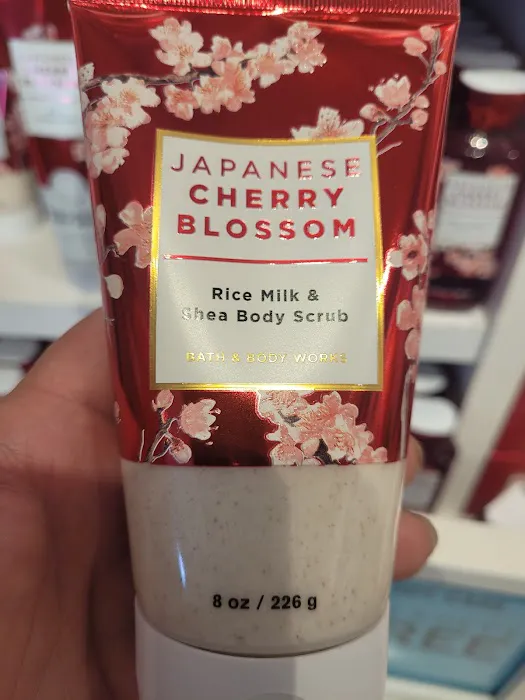 JAPANESE
CHERRY
BLOSSOM
Rice Milk &
Shea Body Scrub
BATH & BODY WORKS
8 oz / 226 g